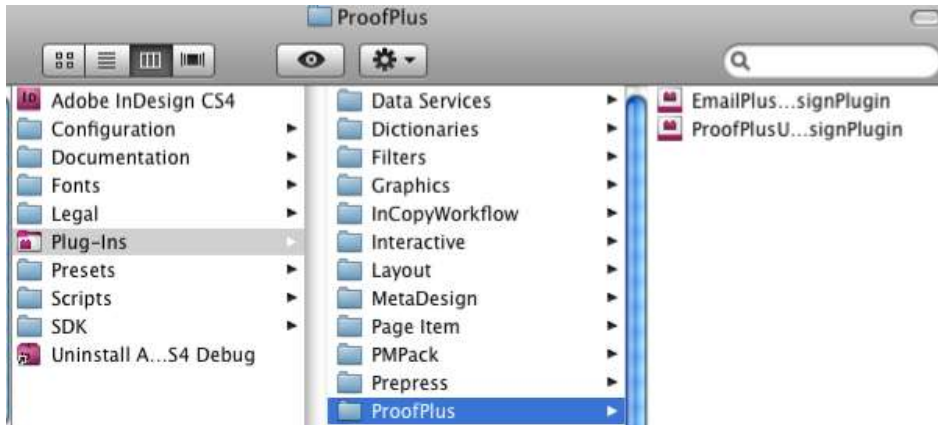 ProofPlus
Adobe InDesign CS4
Configuration
Documentation
Fonts
Legal
Plug-Ins
Presets
Scripts
SDK
Uninstall A...S4 Debug
Data Services
Dictionaries
Filters
Graphics
InCopyWorkflow
Interactive
Layout
MetaDesign
Page Item
PMPack
Prepress
ProofPlus
EmailPlus...signPlugin
ProofPlusU...signPlugin